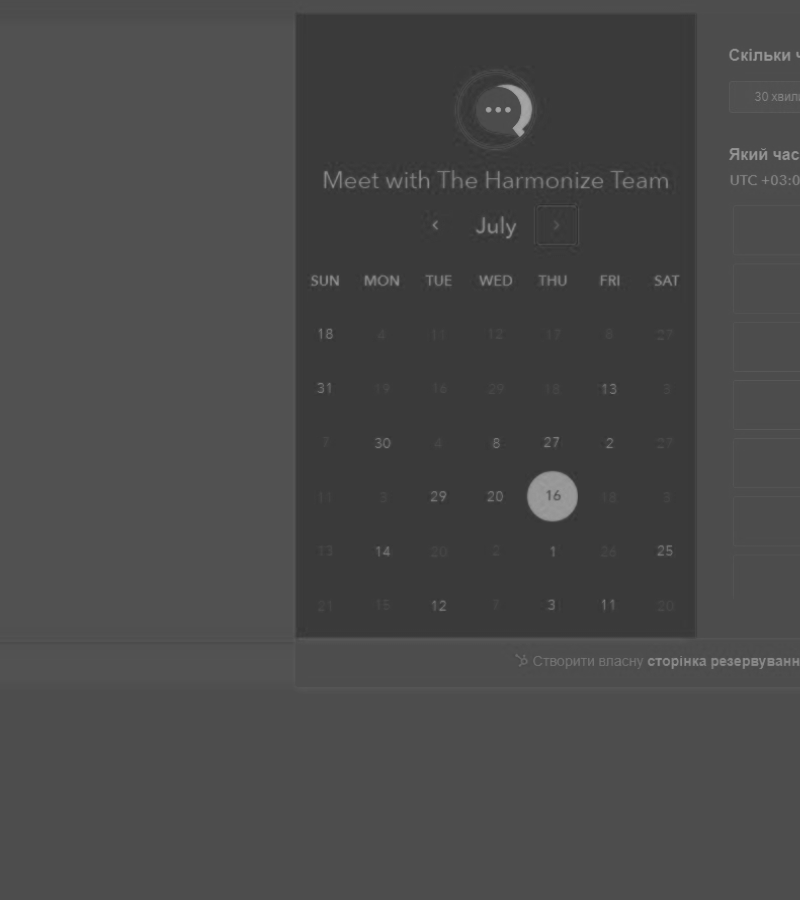 Meet with The Harmonize Team
July
SUN MON TUE WED THU FRI SAT
18 4 11 12 17 8 27
31 19 16 29 18 13 3
7 30 4 8 27 2 27
11 3 29 20 16 13 3
23 14 20 2 1 26 25
21 15 12 7 3 11 20
Скільки
30 хвил
Який час
UTC +03:0
Створити власну сторінка резервуванн